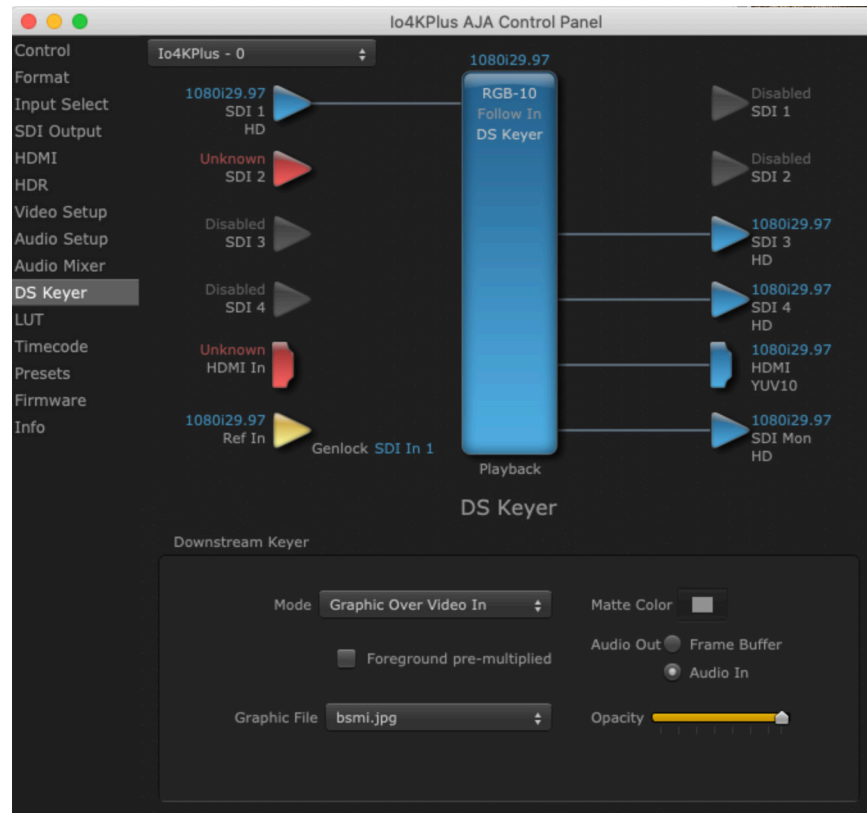 Io4KPlus AJA Control Panel
Control
Format
Input Select
SDI Output
HDMI
HDR
Video Setup
Audio Setup
Audio Mixer
DS Keyer
LUT
Timecode
Presets
Firmware
Info
Io4KPlus - 0
1080i29.97
SDI 1
HD
Unknown
SDI 2
Disabled
SDI 3
Disabled
SDI 4
Unknown
HDMI In
1080i29.97
Ref In
Genlock SDI In 1
1080i29.97
RGB-10
Follow In
DS Keyer
Playback
Disabled
SDI 1
Disabled
SDI 2
1080i29.97
SDI 3
HD
1080i29.97
SDI 4
HD
1080i29.97
HDMI
YUV10
1080i29.97
SDI Mon
HD
DS Keyer
Downstream Keyer
Mode Graphic Over Video In
Foreground pre-multiplied
Graphic File bsmi.jpg
Matte Color
Audio Out Frame Buffer
Audio In
Opacity